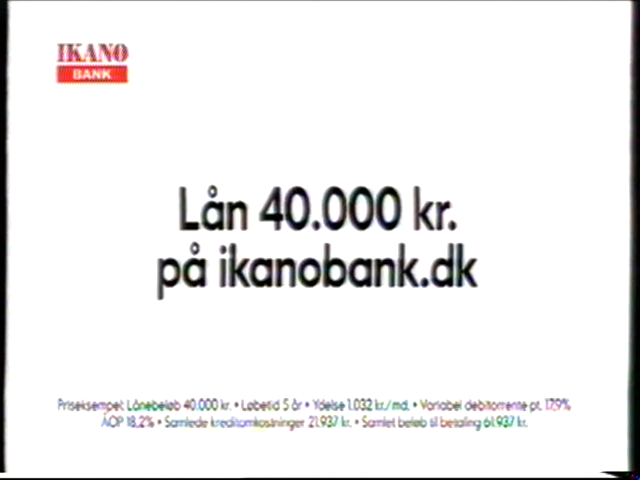 IKANO
BANK
Lån 40.000 kr.
på ikanobank.dk
Priseksempel: Lånebeløb 40.000 kr. • Løbetid 5 år • Ydelse 1.032 kr./md. • Variabel debitorrente pt. 17,9%
ÅOP 18,2% • Samlede kreditomkostninger 21.937 kr. • Samlet beløb til betaling 61.937 kr.